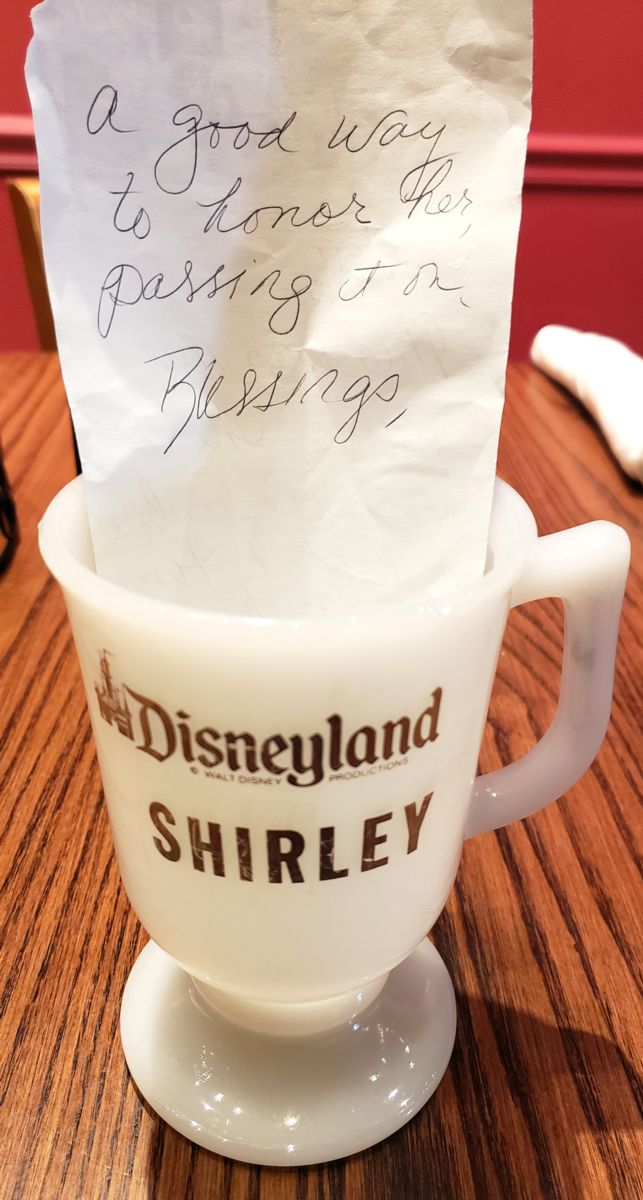 A good way
to honor her,
passing it on.
Blessings,
Disneyland
© WALT DISNEY PRODUCTIONS
SHIRLEY